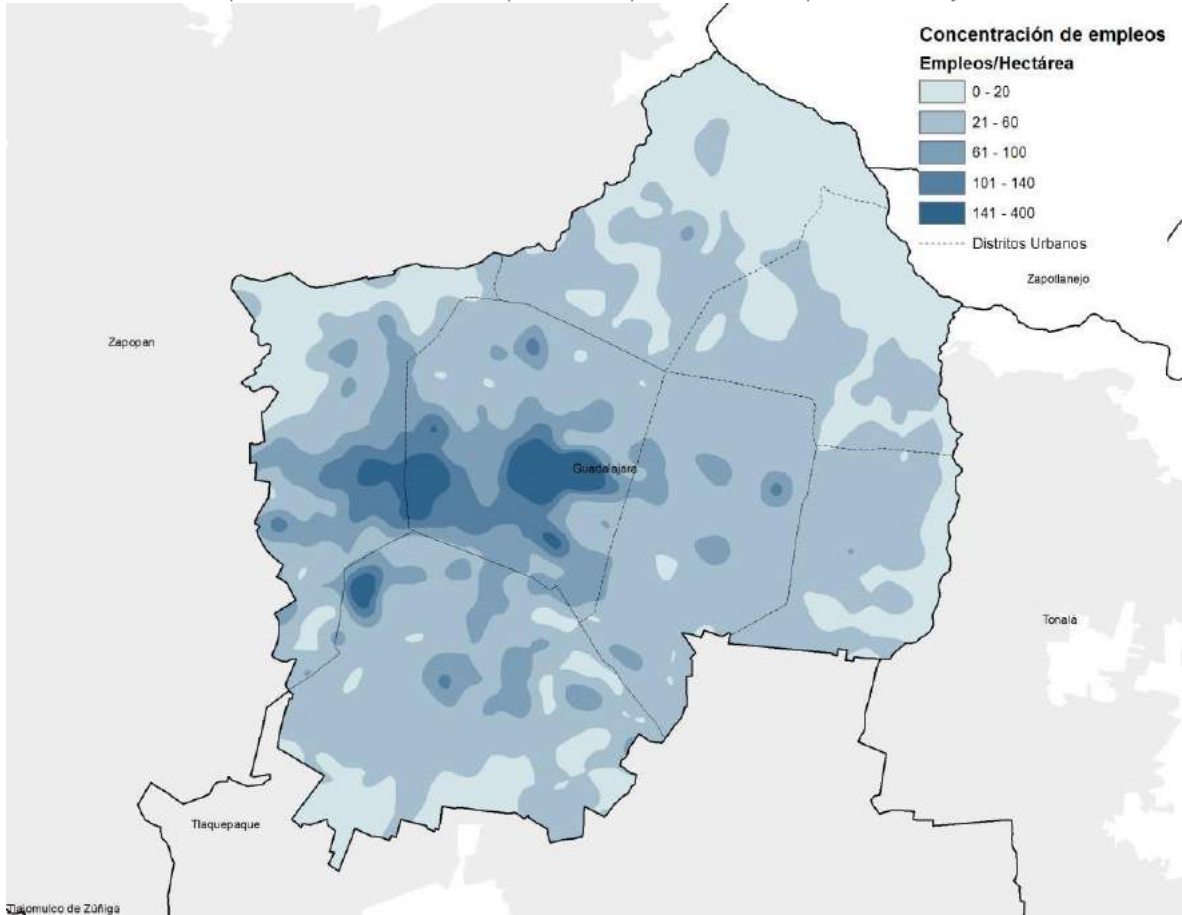 Concentración de empleos
Empleos/Hectárea
0 - 20
21 - 60
61 - 100
101 - 140
141 - 400
Distritos Urbanos
Zapotlanejo
Zapopan
Guadalajara
Tonalá
Tlaquepaque
Tlajomulco de Zúñiga